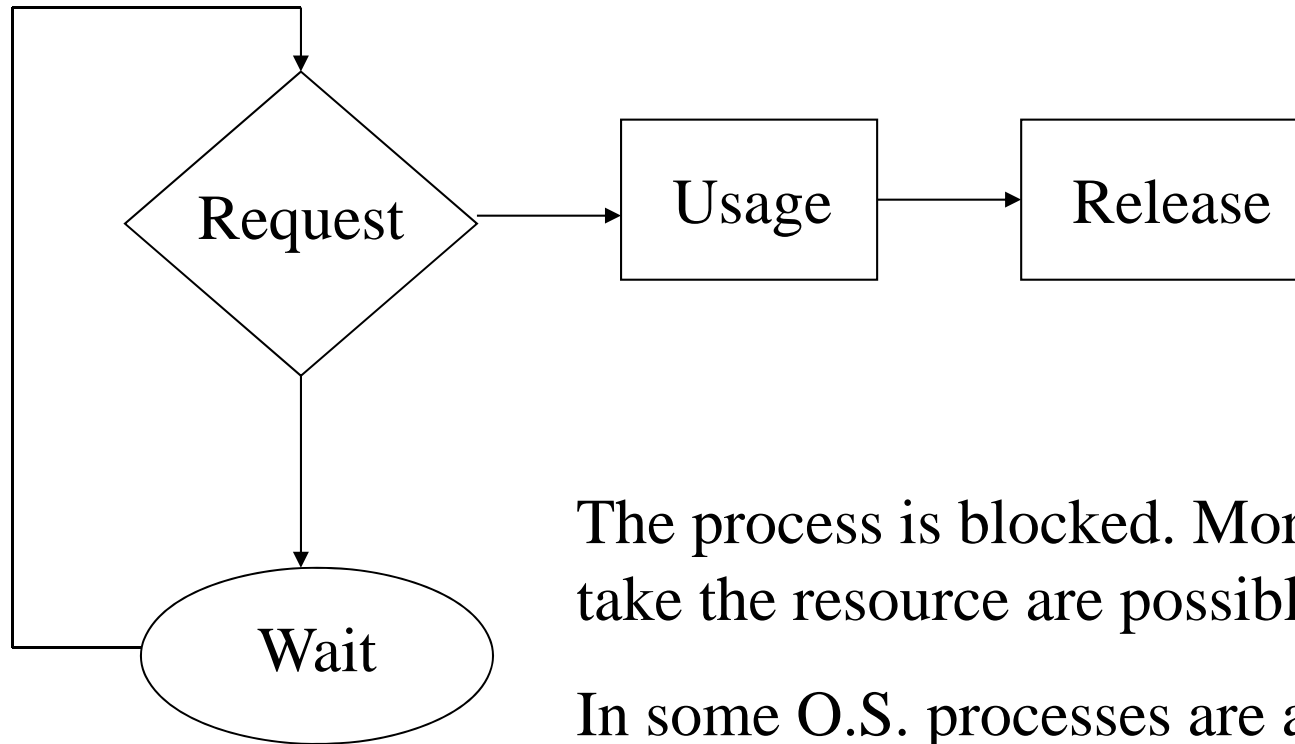 Request
Usage
Release
The process is blocked. Mor
take the resource are possibl
Wait
In some O.S. processes are a